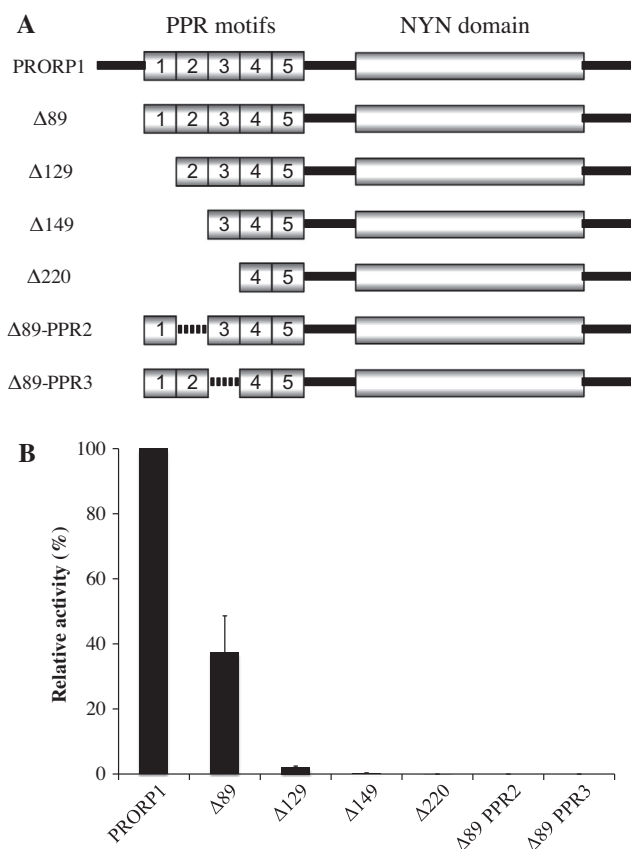 A PPR motifs NYN domain
PRORP1 1 2 3 4 5
Δ89 1 2 3 4 5
Δ129 2 3 4 5
Δ149 3 4 5
Δ220 4 5
Δ89-PPR2 1 3 4 5
Δ89-PPR3 1 2 4 5
B
Relative activity (%)
100
80
60
40
20
0
PRORP1 Δ89 Δ129 Δ149 Δ220 Δ89 PPR2 Δ89 PPR3